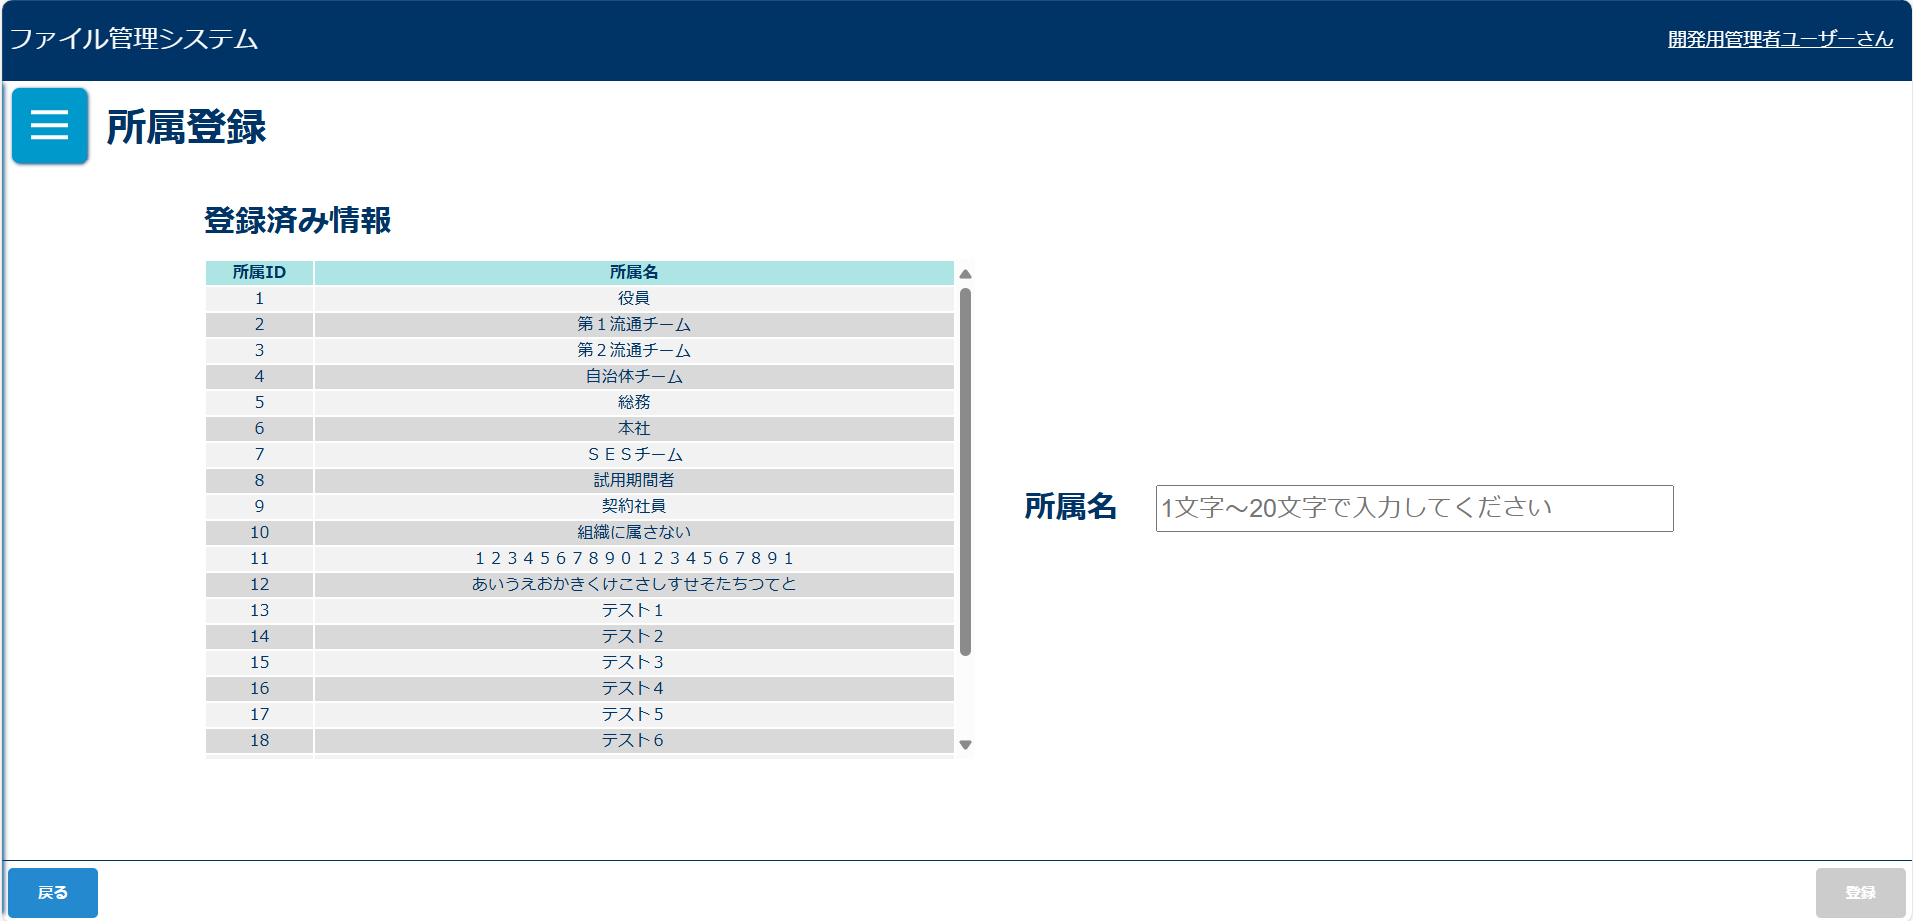 ファイル管理システム
開発用管理者ユーザーさん
所属登録
登録済み情報
所属ID 所属名
1 役員
2 第１流通チーム
3 第２流通チーム
4 自治体チーム
5 総務
6 本社
7 ＳＥＳチーム
8 試用期間者
9 契約社員
10 組織に属さない
11 １２３４５６７８９０１２３４５６７８９１
12 あいうえおかきくけこさしすせそたちつてと
13 テスト１
14 テスト２
15 テスト３
16 テスト４
17 テスト５
18 テスト６
所属名 1文字～20文字で入力してください
戻る
登録